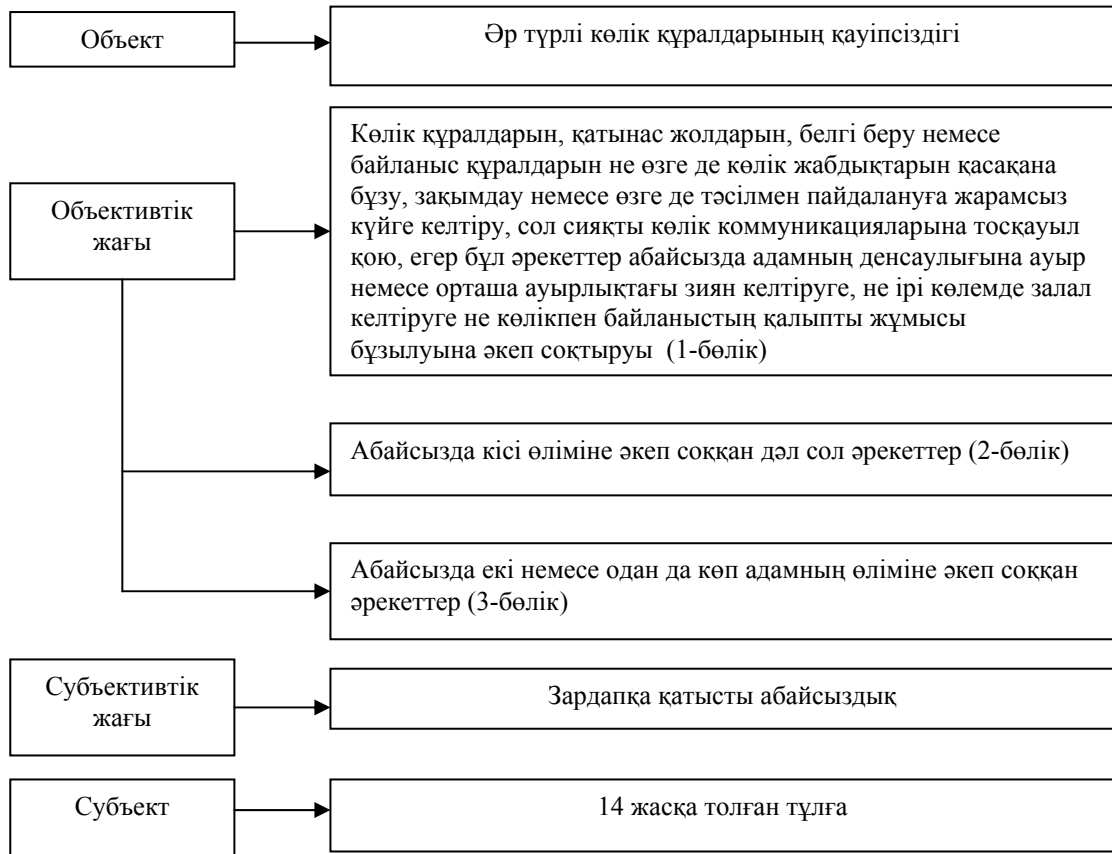 Объект
Әр түрлі көлік құралдарының қауіпсіздігі
Объективтік
жағы
Көлік құралдарын, қатынас жолдарын, белгі беру немесе
байланыс құралдарын не өзге де көлік жабдықтарын қасақана
бұзу, зақымдау немесе өзге де тәсілмен пайдалануға жарамсыз
күйге келтіру, сол сияқты көлік коммуникацияларына тосқауыл
қою, егер бұл әрекеттер абайсызда адамның денсаулығына ауыр
немесе орташа ауырлықтағы зиян келтіруге, не ірі көлемде залал
келтіруге не көлікпен байланыстың қалыпты жұмысы
бұзылуына әкеп соқтыруы (1-бөлік)
Абайсызда кісі өліміне әкеп соққан дәл сол әрекеттер (2-бөлік)
Абайсызда екі немесе одан да көп адамның өліміне әкеп соққан
әрекеттер (3-бөлік)
Субъективтік
жағы
Зардапқа қатысты абайсыздық
Субъект
14 жасқа толған тұлға